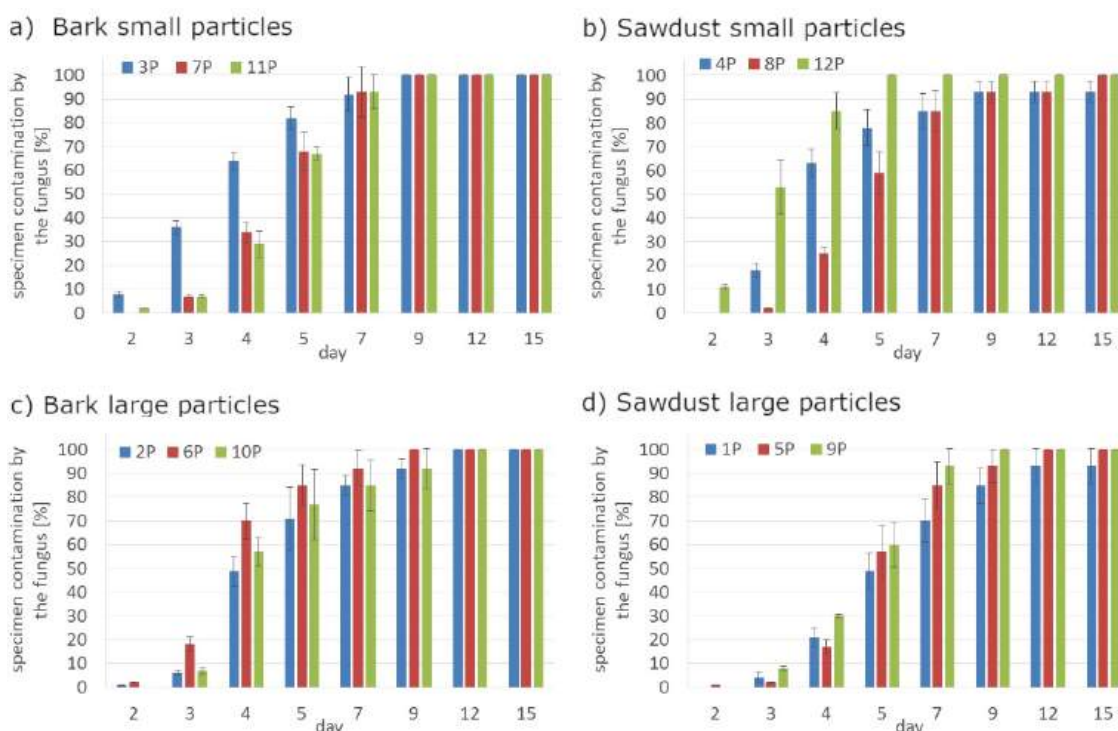 a) Bark small particles
3P 7P 11P
specimen contamination by
the fungus [%]
100
90
80
70
60
50
40
30
20
10
0
2 3 4 5 7 9 12 15
day
b) Sawdust small particles
4P 8P 12P
specimen contamination by
the fungus [%]
100
90
80
70
60
50
40
30
20
10
0
2 3 4 5 7 9 12 15
day
c) Bark large particles
2P 6P 10P
specimen contamination by
the fungus [%]
100
90
80
70
60
50
40
30
20
10
0
2 3 4 5 7 9 12 15
day
d) Sawdust large particles
1P 5P 9P
specimen contamination by
the fungus [%]
100
90
80
70
60
50
40
30
20
10
0
2 3 4 5 7 9 12 15
day